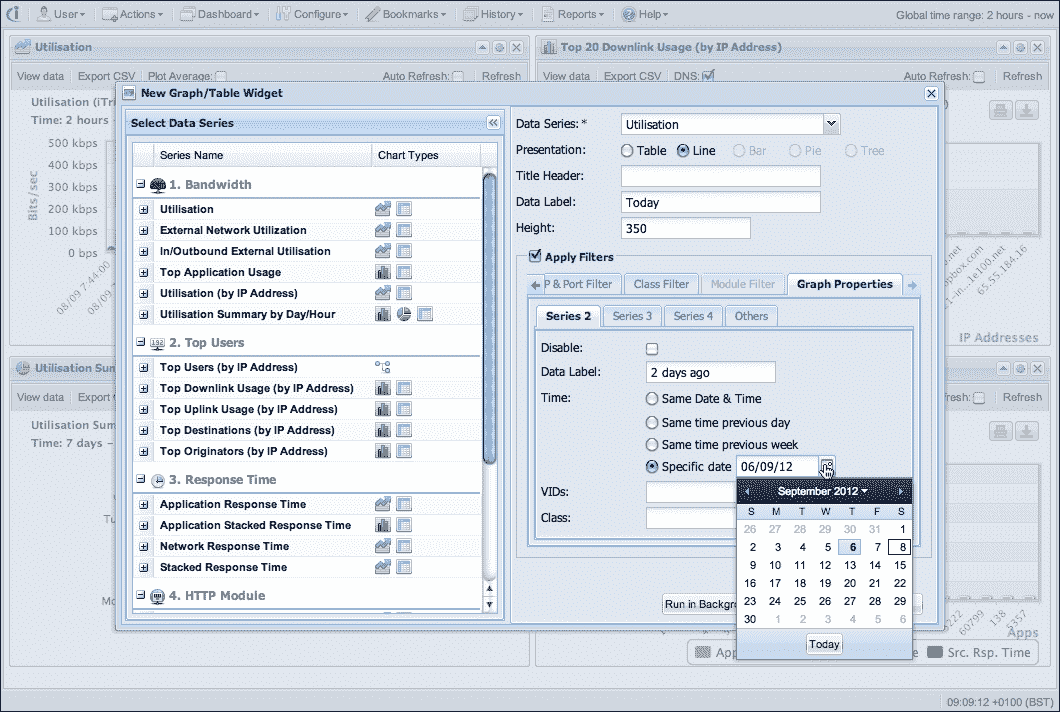 User Actions Dashboard Configure Bookmarks History Reports Help Global time range: 2 hours - now
Utilisation
View data Export CSV Plot Average: Auto Refresh: Refresh
Utilisation (iTri
Time: 2 hours -
500 kbps
400 kbps
300 kbps
200 kbps
100 kbps
0 bps
Bits/sec
08/09 7:44:00
08/09
Top 20 Downlink Usage (by IP Address)
View data Export CSV DNS: Auto Refresh: Refresh
65.55.184.16
IP Addresses
Utilisation Sum
View data Export
Utilisation Sum
Time: 7 days -
resh: Refresh
60799
138
5357
Apps
Src. Rsp. Time
New Graph/Table Widget
Select Data Series
Series Name Chart Types
1. Bandwidth
Utilisation
External Network Utilization
In/Outbound External Utilisation
Top Application Usage
Utilisation (by IP Address)
Utilisation Summary by Day/Hour
2. Top Users
Top Users (by IP Address)
Top Downlink Usage (by IP Address)
Top Uplink Usage (by IP Address)
Top Destinations (by IP Address)
Top Originators (by IP Address)
3. Response Time
Application Response Time
Application Stacked Response Time
Network Response Time
Stacked Response Time
4. HTTP Module
Data Series: * Utilisation
Presentation: Table Line Bar Pie Tree
Title Header:
Data Label: Today
Height: 350
Apply Filters
P & Port Filter Class Filter Module Filter Graph Properties
Series 2 Series 3 Series 4 Others
Disable:
Data Label: 2 days ago
Time: Same Date & Time
Same time previous day
Same time previous week
Specific date 06/09/12
VIDs:
Class:
Run in Backgro
September 2012
S M T W T F S
26 27 28 29 30 31 1
2 3 4 5 6 7 8
9 10 11 12 13 14 15
16 17 18 19 20 21 22
23 24 25 26 27 28 29
30 1 2 3 4 5 6
Today
09:09:12 +0100 (BST)